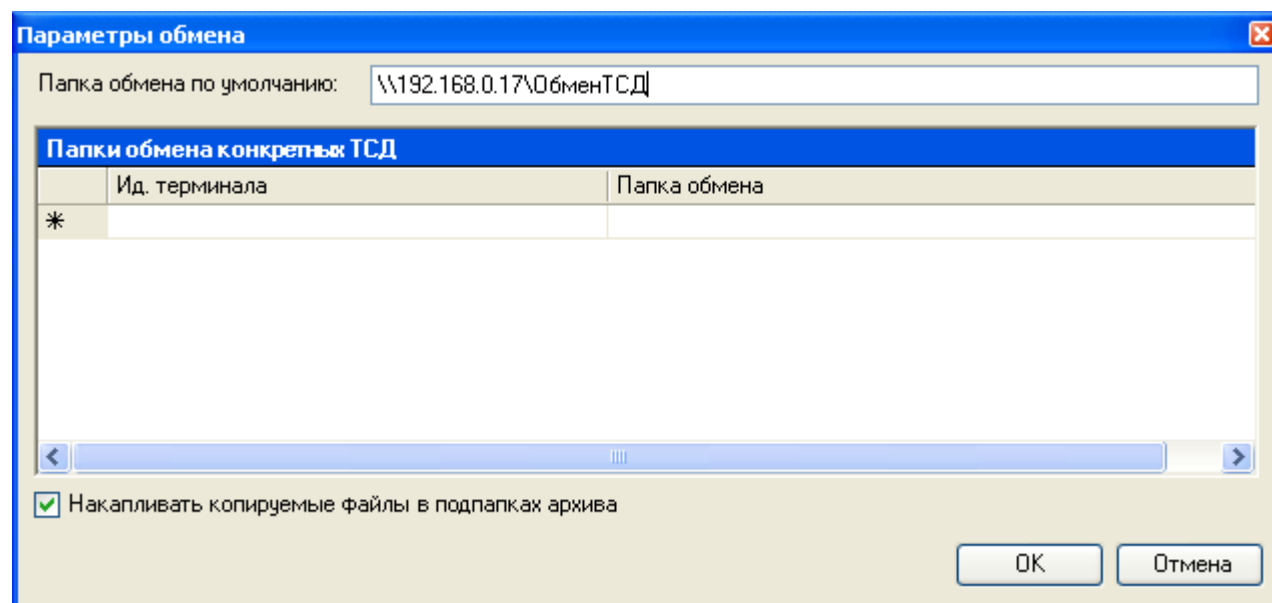 Параметры обмена
Папка обмена по умолчанию: \\192.168.0.17\ОбменТСД
Папки обмена конкретных ТСД
Ид. терминала Папка обмена
Накапливать копируемые файлы в подпапках архива
OK Отмена